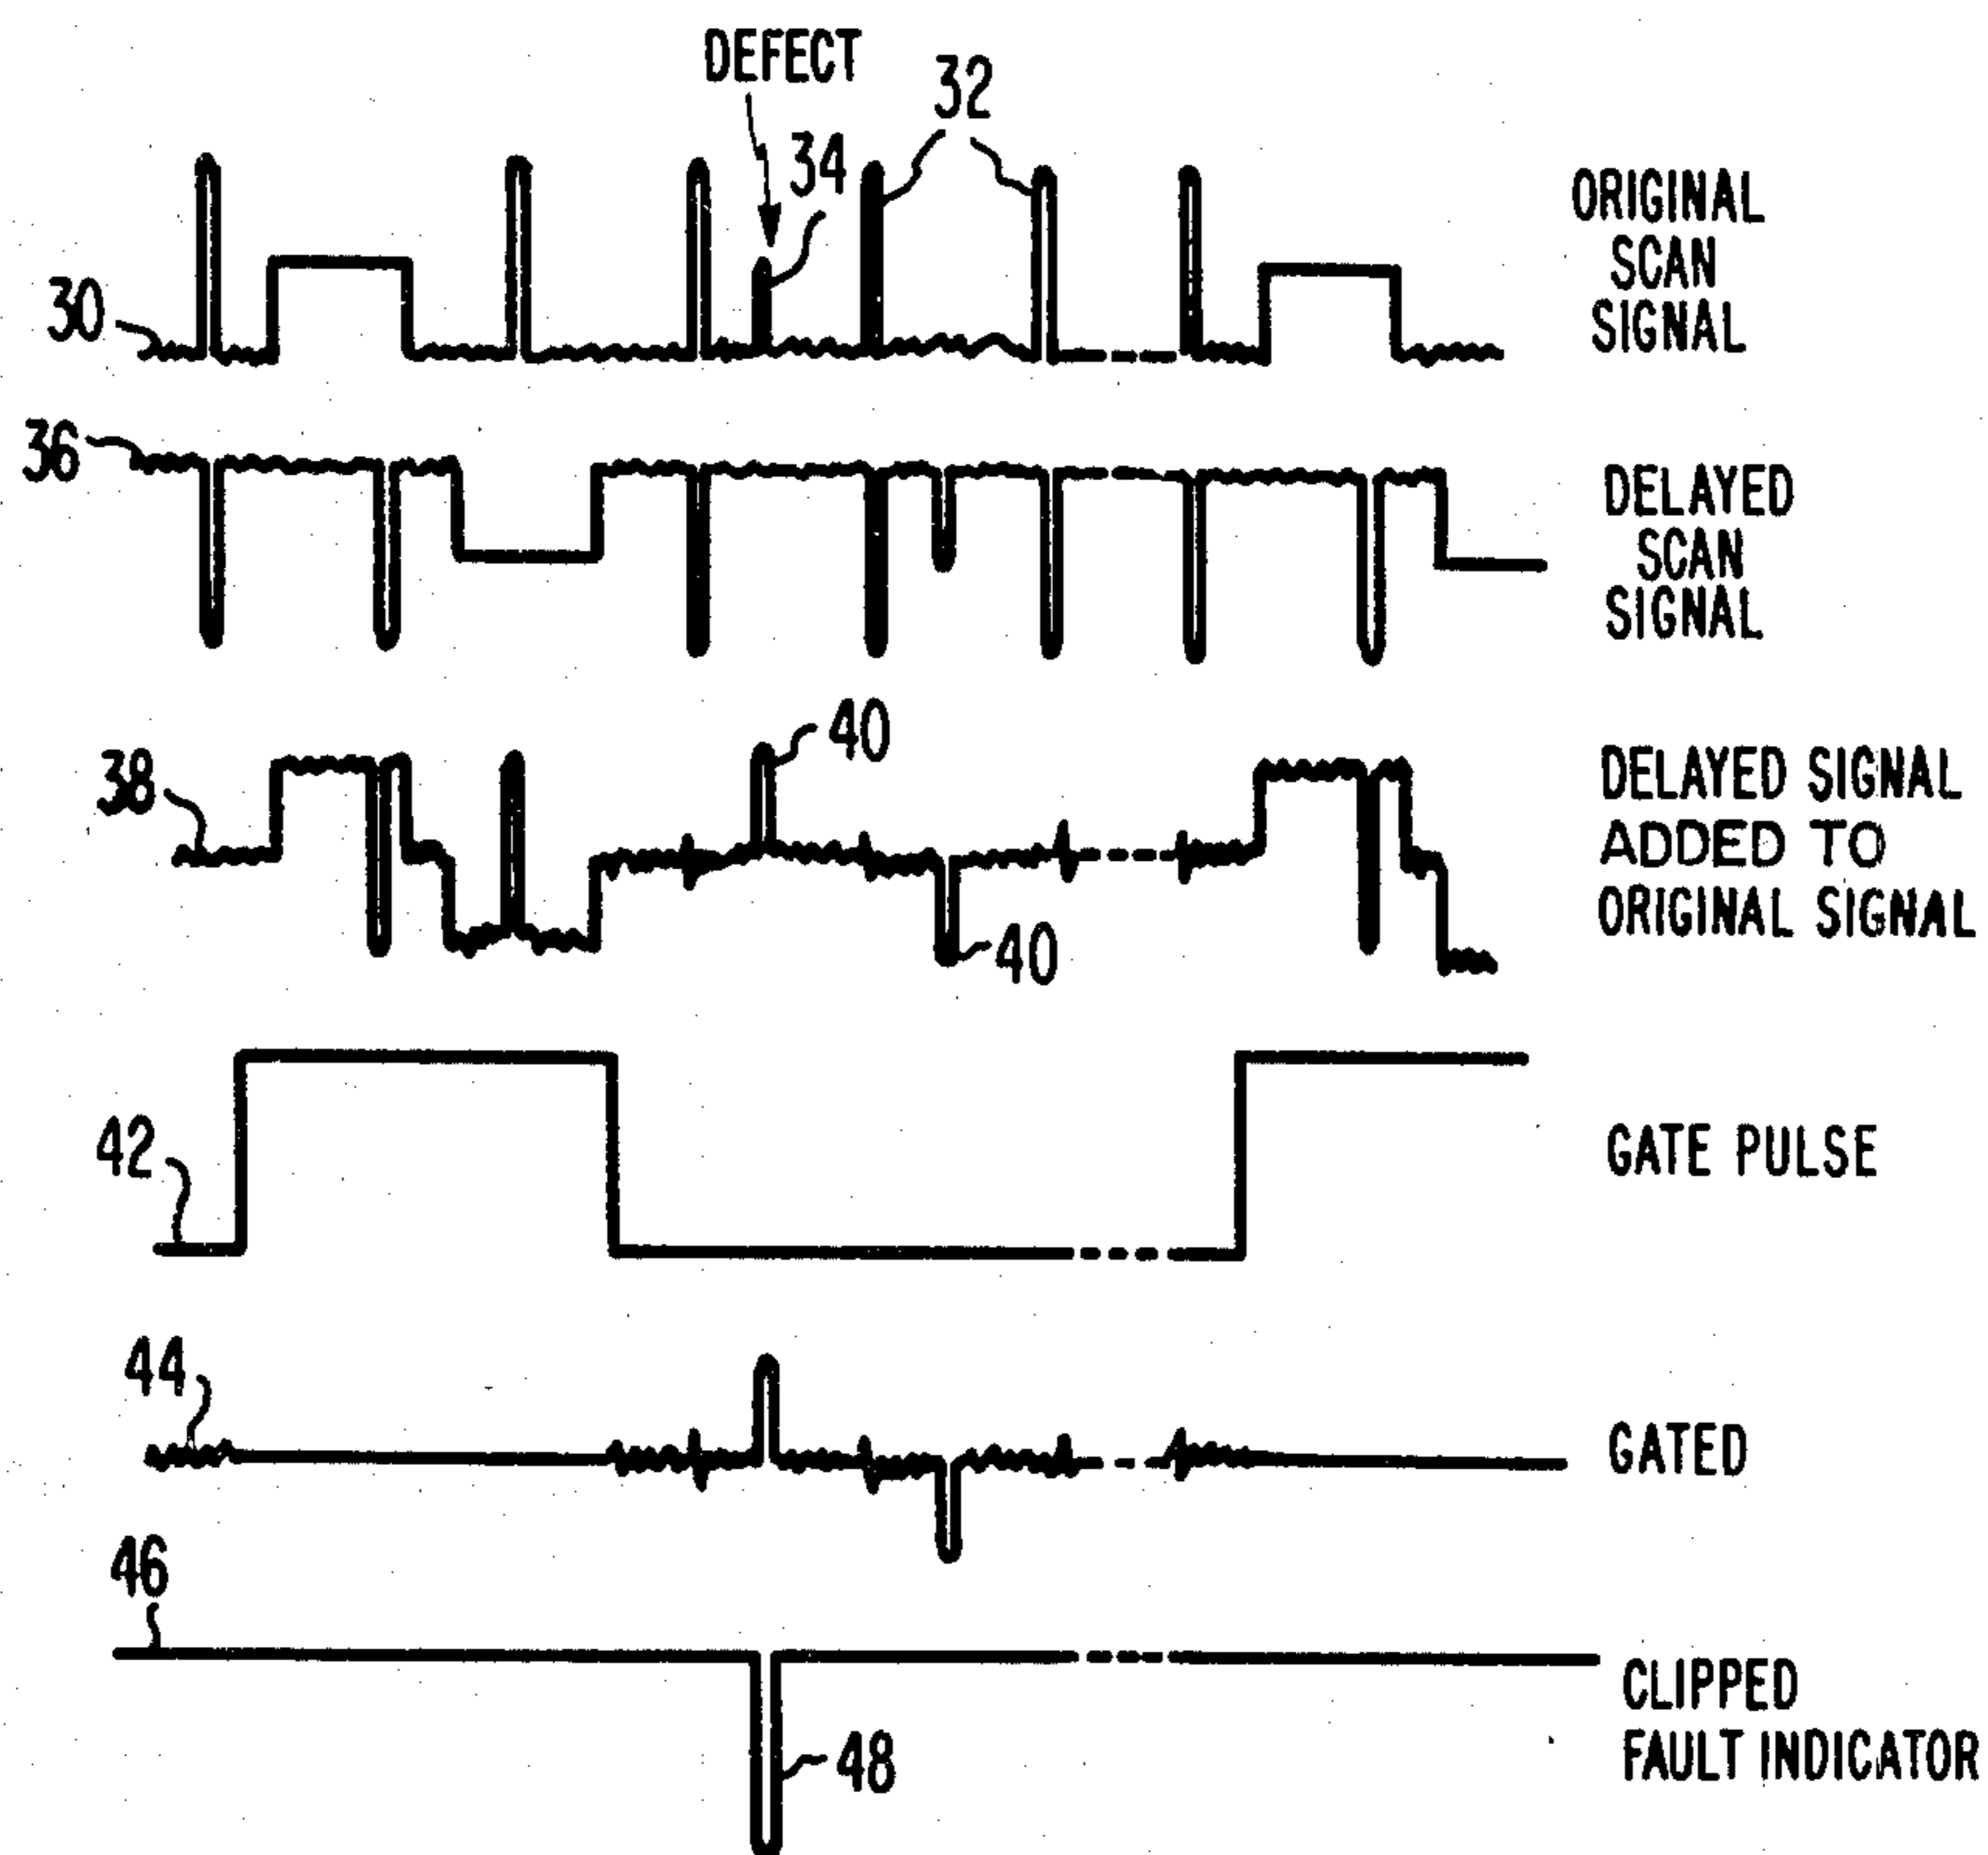 DEFECT
32
34
ORIGINAL
SCAN
SIGNAL
30
36
DELAYED
SCAN
SIGNAL
40
38
DELAYED SIGNAL
ADDED TO
ORIGINAL SIGNAL
40
42
GATE PULSE
44
GATED
46
CLIPPED
FAULT INDICATOR
48